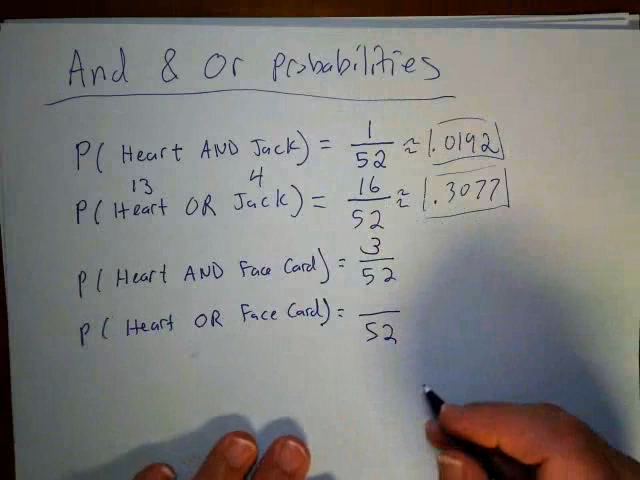 And & Or Probabilities
P( Heart AND Jack) = 1/52 ≈ .0192
13 4
P( Heart OR Jack) = 16/52 ≈ .3077
P( Heart AND Face Card) = 3/52
P( Heart OR Face Card) = /52